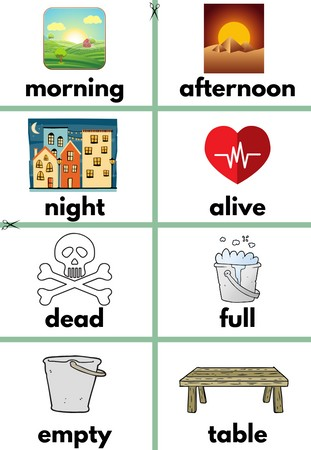 morning
afternoon
night
alive
dead
full
empty
table